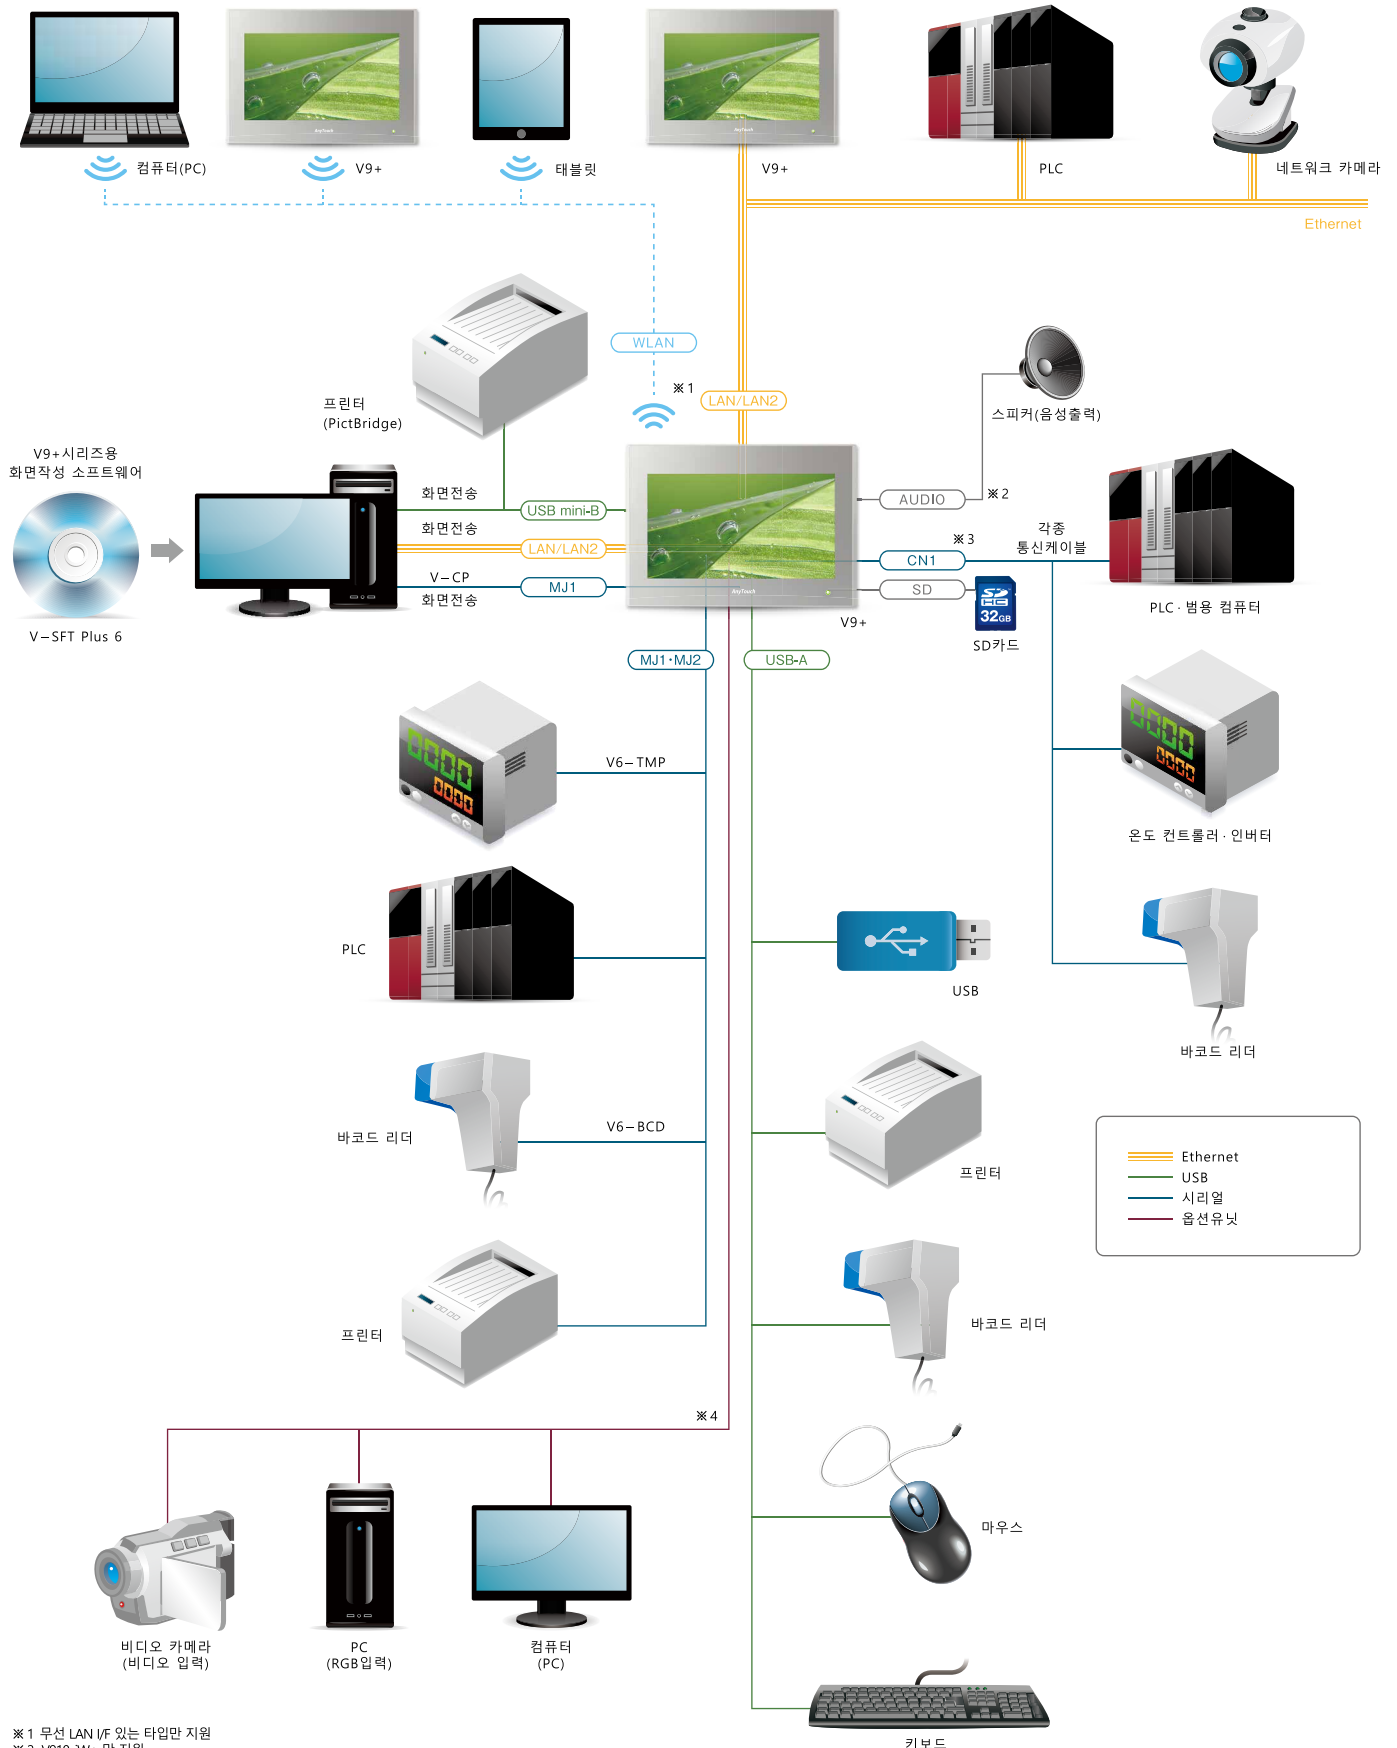 컴퓨터(PC)
AnyTouch
V9+
태블릿
AnyTouch
V9+
PLC
네트워크 카메라
Ethernet
WLAN
※1
LAN/LAN2
프린터
(PictBridge)
스피커(음성출력)
V9+시리즈용
화면작성 소프트웨어
V-SFT Plus 6
화면전송
USB mini-B
화면전송
LAN/LAN2
V-CP
화면전송
MJ1
AnyTouch
V9+
AUDIO
※2
※3
CN1
각종
통신케이블
SD
SD
HC
32GB
SD카드
PLC · 범용 컴퓨터
MJ1·MJ2
USB-A
V6-TMP
온도 컨트롤러 · 인버터
PLC
USB
바코드 리더
바코드 리더
V6-BCD
프린터
Ethernet
USB
시리얼
옵션유닛
프린터
바코드 리더
※4
마우스
비디오 카메라
(비디오 입력)
PC
(RGB입력)
컴퓨터
(PC)
키보드
※1 무선 LAN I/F 있는 타입만 지원